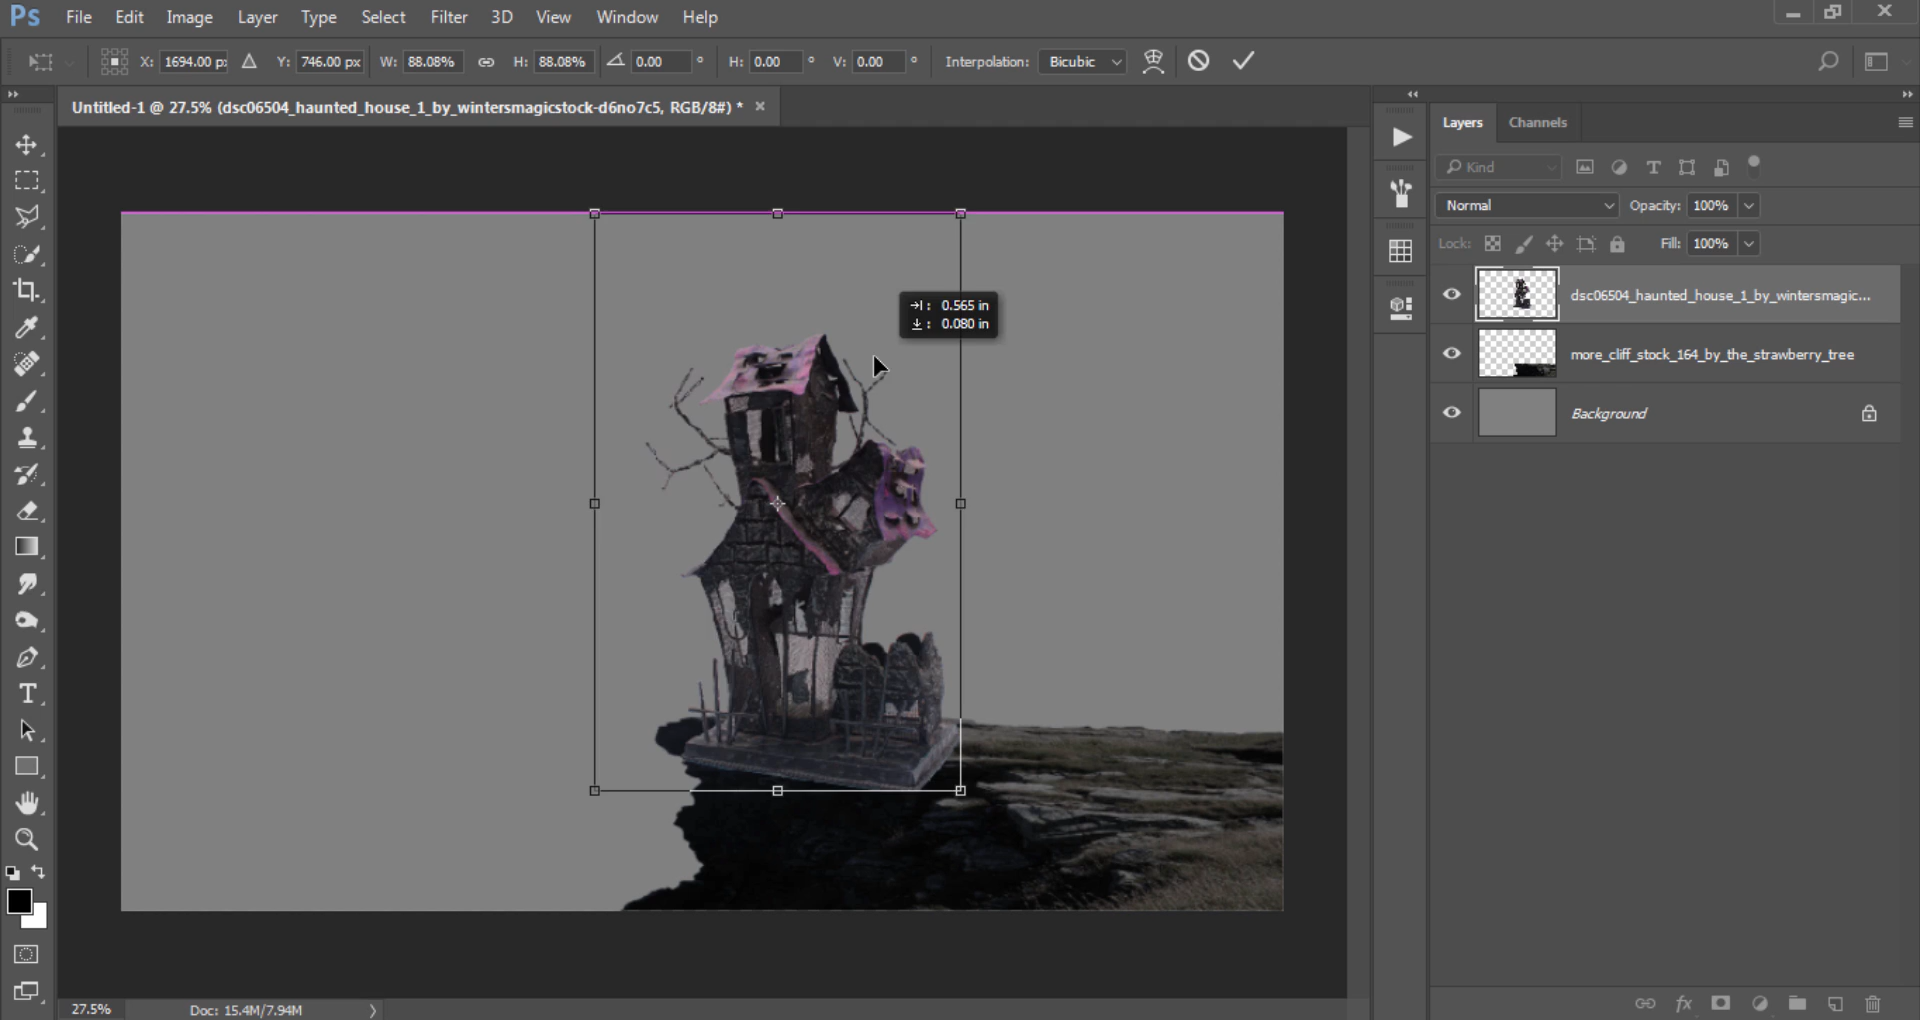 Ps File Edit Image Layer Type Select Filter 3D View Window Help
X: 1694.00 px Y: 746.00 px W: 88.08% H: 88.08% 0.00 ° H: 0.00 ° V: 0.00 ° Interpolation: Bicubic
Untitled-1 @ 27.5% (dsc06504_haunted_house_1_by_wintersmagicstock-d6no7c5, RGB/8#) *
Layers Channels
Kind
Normal Opacity: 100%
Lock: Fill: 100%
dsc06504_haunted_house_1_by_wintersmagic...
more_cliff_stock_164_by_the_strawberry_tree
Background
: 0.565 in
: 0.080 in
27.5% Doc: 15.4M/7.94M